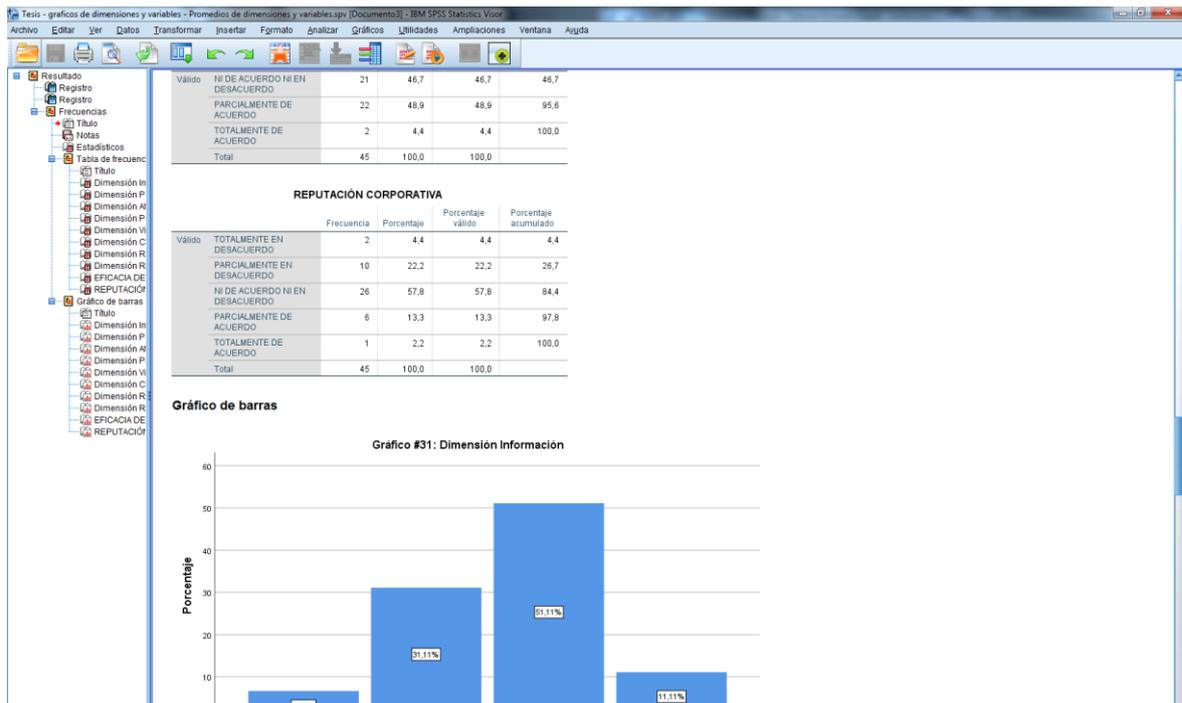 Tesis - graficos de dimensiones y variables - Promedios de dimensiones y variables.spv [Documento3] - IBM SPSS Statistics Visor
Archivo Editar Ver Datos Transformar Insertar Formato Analizar Gráficos Utilidades Ampliaciones Ventana Ayuda
Resultado
Registro
Registro
Frecuencias
Título
Notas
Estadísticos
Tabla de frecuenc
Título
Dimensión In
Dimensión P
Dimensión At
Dimensión P
Dimensión Vi
Dimensión C
Dimensión R
Dimensión R
EFICACIA DE
REPUTACIÓN
Gráfico de barras
Título
Dimensión In
Dimensión P
Dimensión At
Dimensión P
Dimensión Vi
Dimensión C
Dimensión R
Dimensión R
EFICACIA DE
REPUTACIÓN
Válido NI DE ACUERDO NI EN DESACUERDO 21 46,7 46,7 46,7
PARCIALMENTE DE ACUERDO 22 48,9 48,9 95,6
TOTALMENTE DE ACUERDO 2 4,4 4,4 100,0
Total 45 100,0 100,0
REPUTACIÓN CORPORATIVA
Frecuencia Porcentaje Porcentaje válido Porcentaje acumulado
Válido TOTALMENTE EN DESACUERDO 2 4,4 4,4 4,4
PARCIALMENTE EN DESACUERDO 10 22,2 22,2 26,7
NI DE ACUERDO NI EN DESACUERDO 26 57,8 57,8 84,4
PARCIALMENTE DE ACUERDO 6 13,3 13,3 97,8
TOTALMENTE DE ACUERDO 1 2,2 2,2 100,0
Total 45 100,0 100,0
Gráfico de barras
Gráfico #31: Dimensión Información
Porcentaje
60
50
40
30
20
10
31,11%
51,11%
11,11%